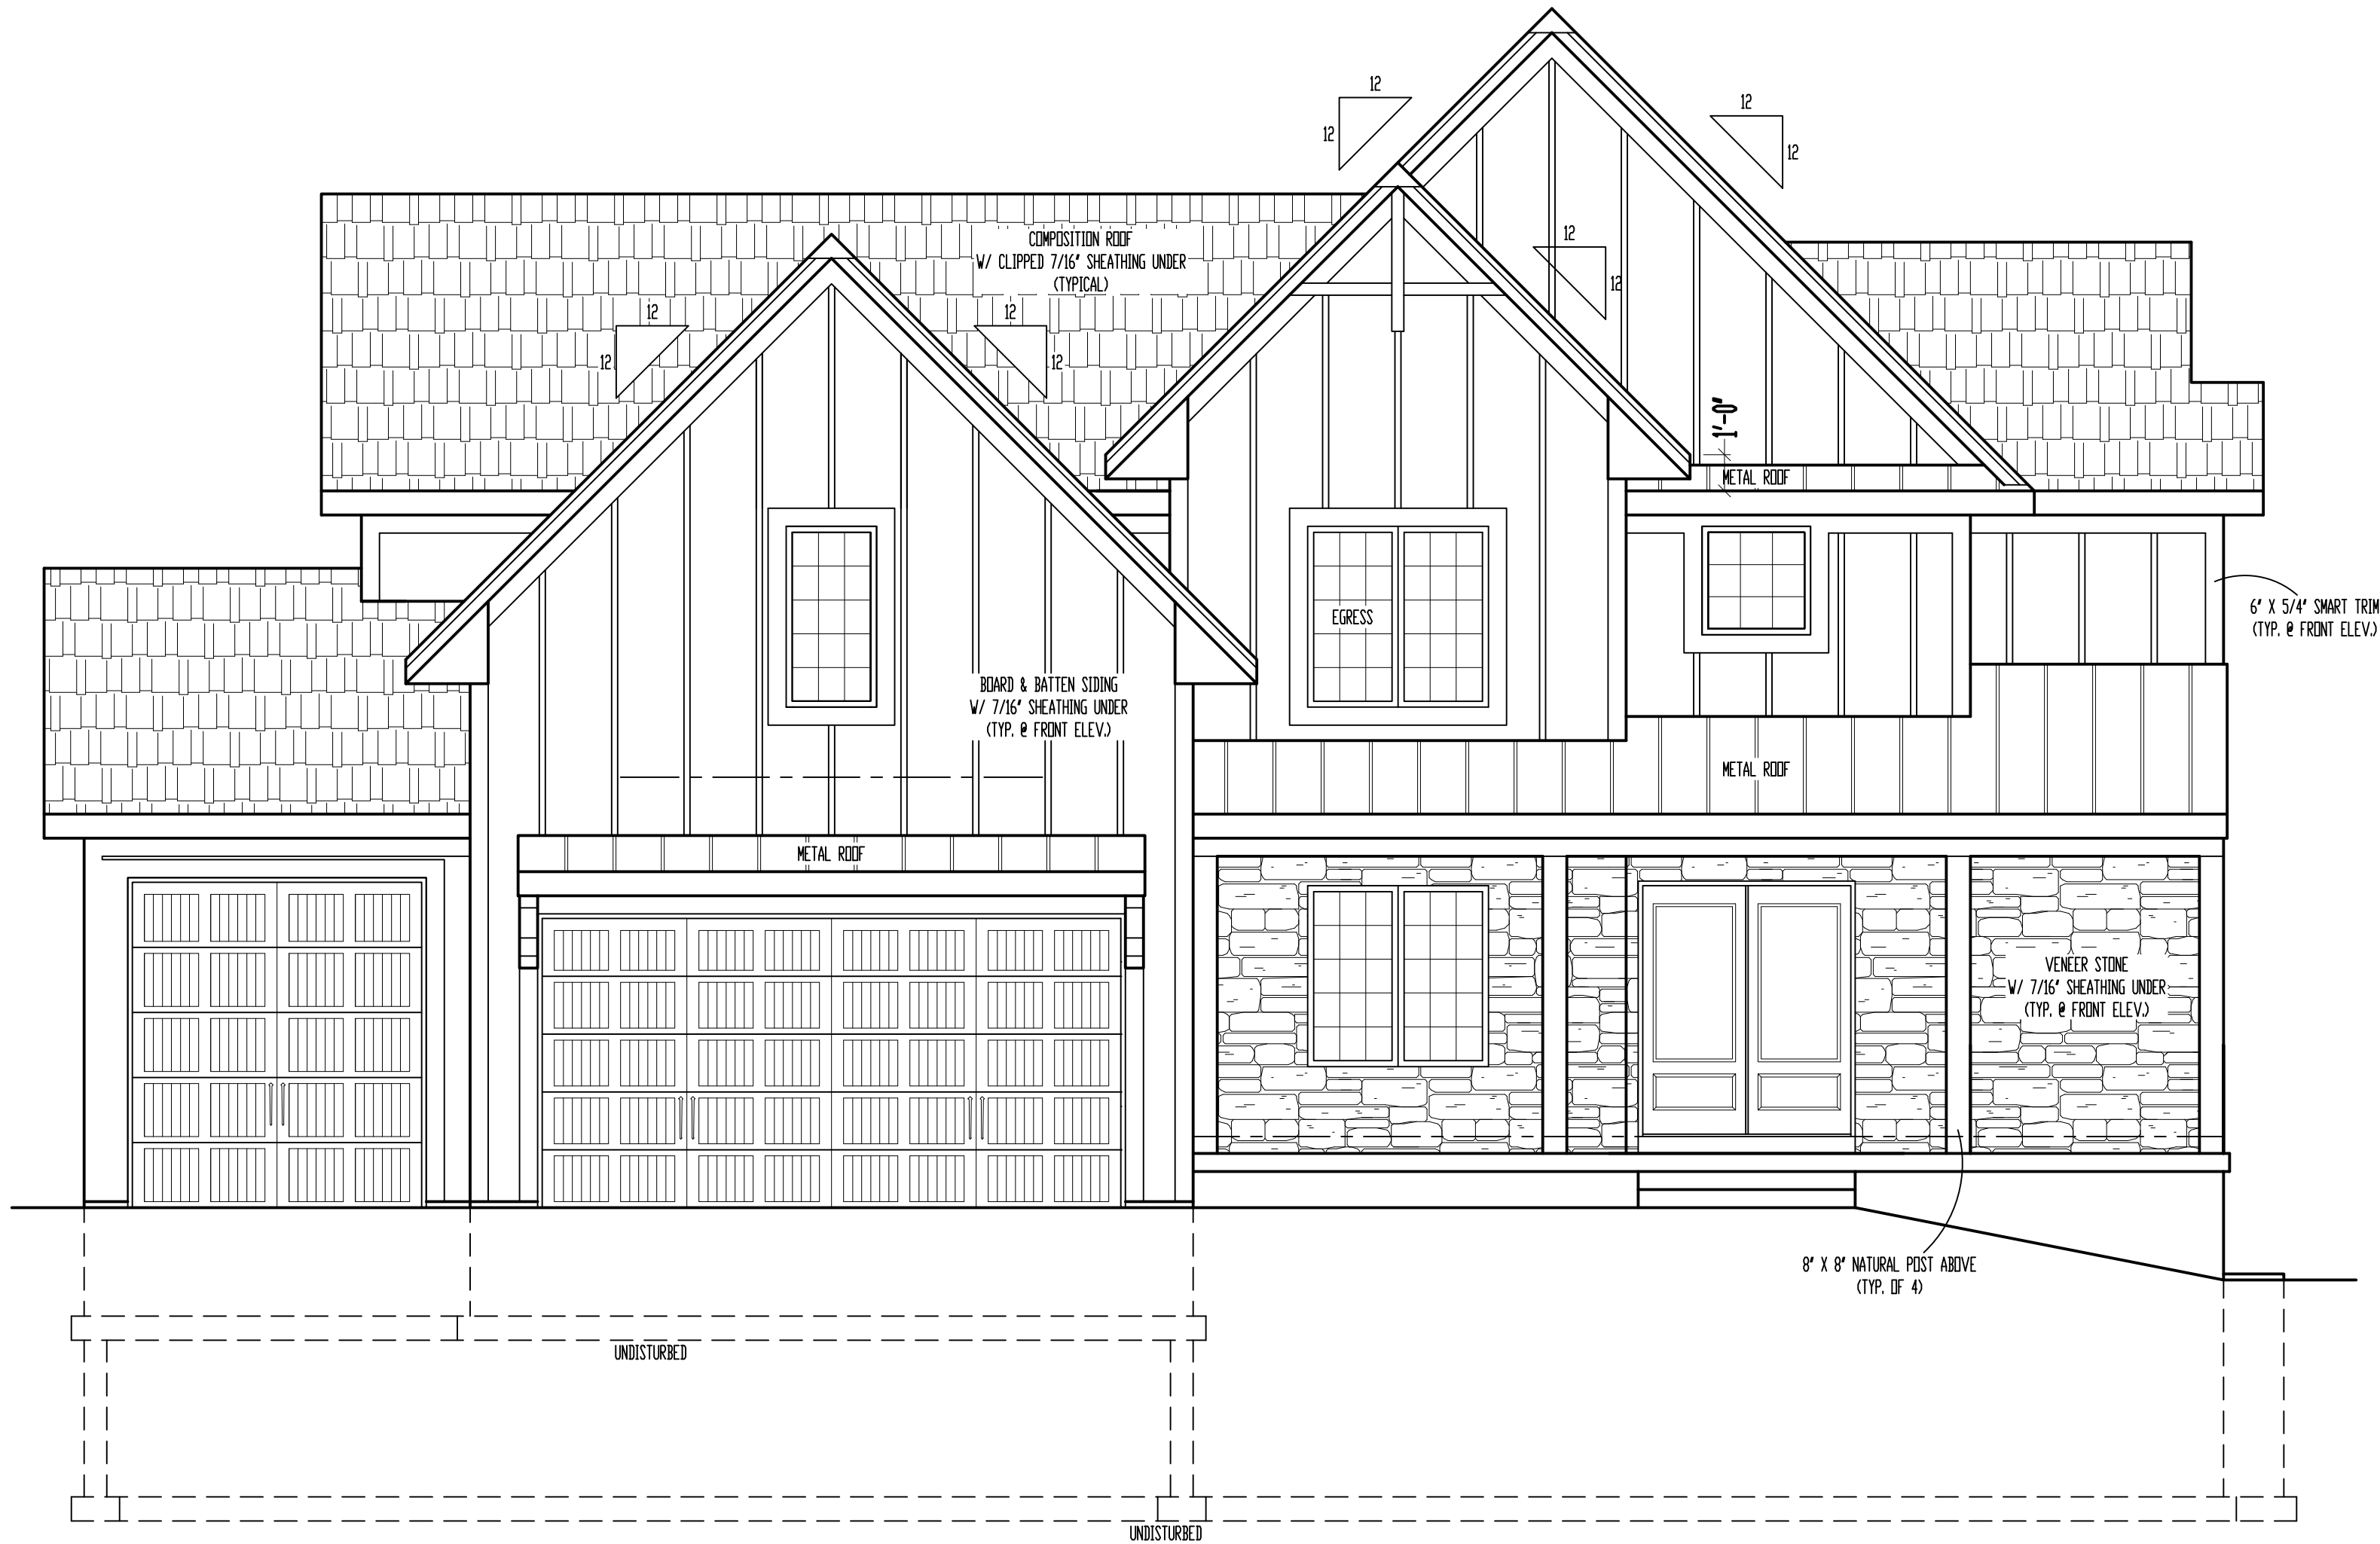 12
12
12
12
12
12
COMPOSITION ROOF
W/ CLIPPED 7/16" SHEATHING UNDER
(TYPICAL)
12
12
12
12
1'-0"
METAL ROOF
EGRESS
6" X 5/4" SMART TRIM
(TYP. @ FRONT ELEV.)
BOARD & BATTEN SIDING
W/ 7/16" SHEATHING UNDER
(TYP. @ FRONT ELEV.)
METAL ROOF
METAL ROOF
VENEER STONE
W/ 7/16" SHEATHING UNDER
(TYP. @ FRONT ELEV.)
8" X 8" NATURAL POST ABOVE
(TYP. OF 4)
UNDISTURBED
UNDISTURBED